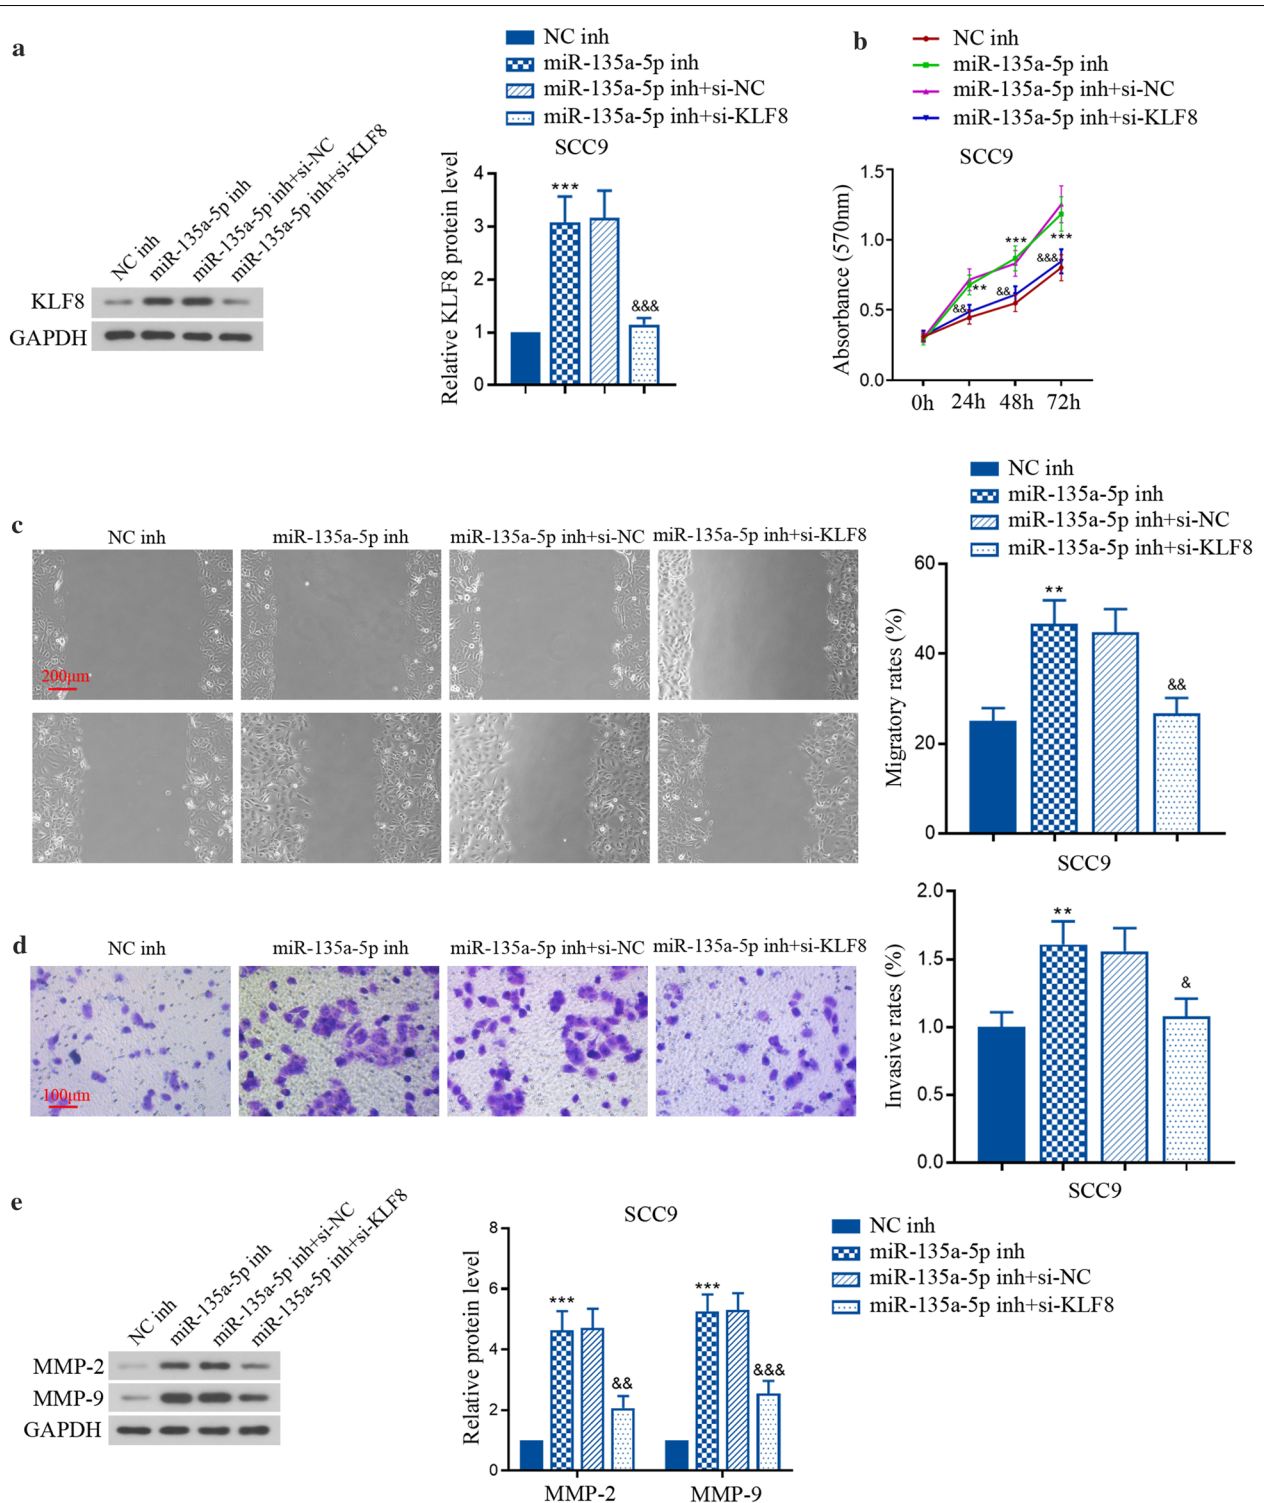 a
NC inh
miR-135a-5p inh
miR-135a-5p inh+si-NC
miR-135a-5p inh+si-KLF8
KLF8
GAPDH
NC inh
miR-135a-5p inh
miR-135a-5p inh+si-NC
miR-135a-5p inh+si-KLF8
SCC9
Relative KLF8 protein level
4
3
2
1
0
***
&&&
b
NC inh
miR-135a-5p inh
miR-135a-5p inh+si-NC
miR-135a-5p inh+si-KLF8
SCC9
Absorbance (570nm)
1.5
1.0
0.5
0.0
**
***
***
&&
&&
&&&
0h 24h 48h 72h
c
NC inh
miR-135a-5p inh
miR-135a-5p inh+si-NC
miR-135a-5p inh+si-KLF8
200μm
NC inh
miR-135a-5p inh
miR-135a-5p inh+si-NC
miR-135a-5p inh+si-KLF8
Migratory rates (%)
60
40
20
0
**
&&
SCC9
d
NC inh
miR-135a-5p inh
miR-135a-5p inh+si-NC
miR-135a-5p inh+si-KLF8
100μm
Invasive rates (%)
2.0
1.5
1.0
0.5
0.0
**
&
SCC9
e
NC inh
miR-135a-5p inh
miR-135a-5p inh+si-NC
miR-135a-5p inh+si-KLF8
MMP-2
MMP-9
GAPDH
SCC9
Relative protein level
8
6
4
2
0
***
&&
***
&&&
MMP-2 MMP-9
NC inh
miR-135a-5p inh
miR-135a-5p inh+si-NC
miR-135a-5p inh+si-KLF8